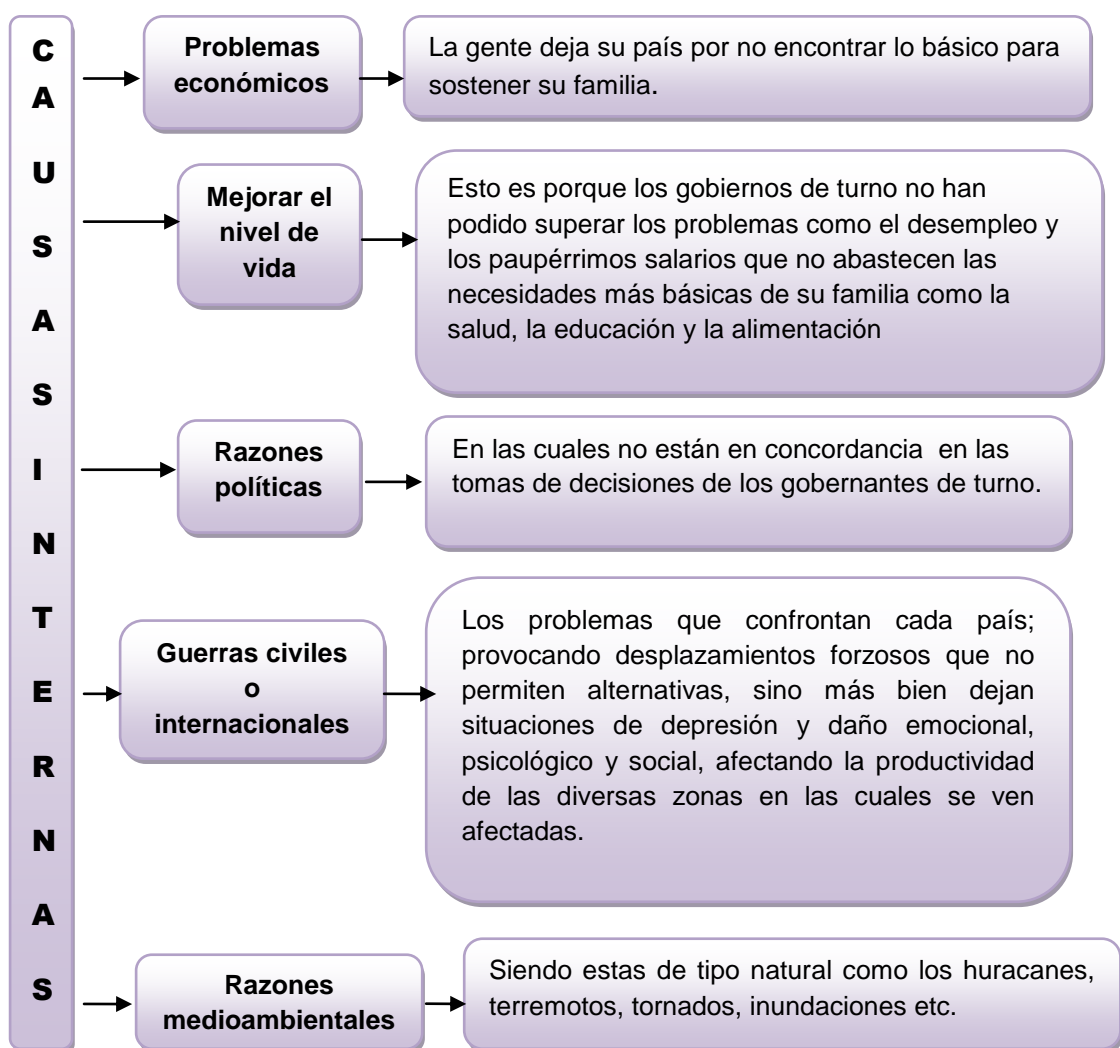 CAUSAS INTERNAS
Problemas
económicos
La gente deja su país por no encontrar lo básico para
sostener su familia.
Mejorar el
nivel de
vida
Esto es porque los gobiernos de turno no han
podido superar los problemas como el desempleo y
los paupérrimos salarios que no abastecen las
necesidades más básicas de su familia como la
salud, la educación y la alimentación
Razones
políticas
En las cuales no están en concordancia en las
tomas de decisiones de los gobernantes de turno.
Guerras civiles
o
internacionales
Los problemas que confrontan cada país;
provocando desplazamientos forzosos que no
permiten alternativas, sino más bien dejan
situaciones de depresión y daño emocional,
psicológico y social, afectando la productividad
de las diversas zonas en las cuales se ven
afectadas.
Razones
medioambientales
Siendo estas de tipo natural como los huracanes,
terremotos, tornados, inundaciones etc.